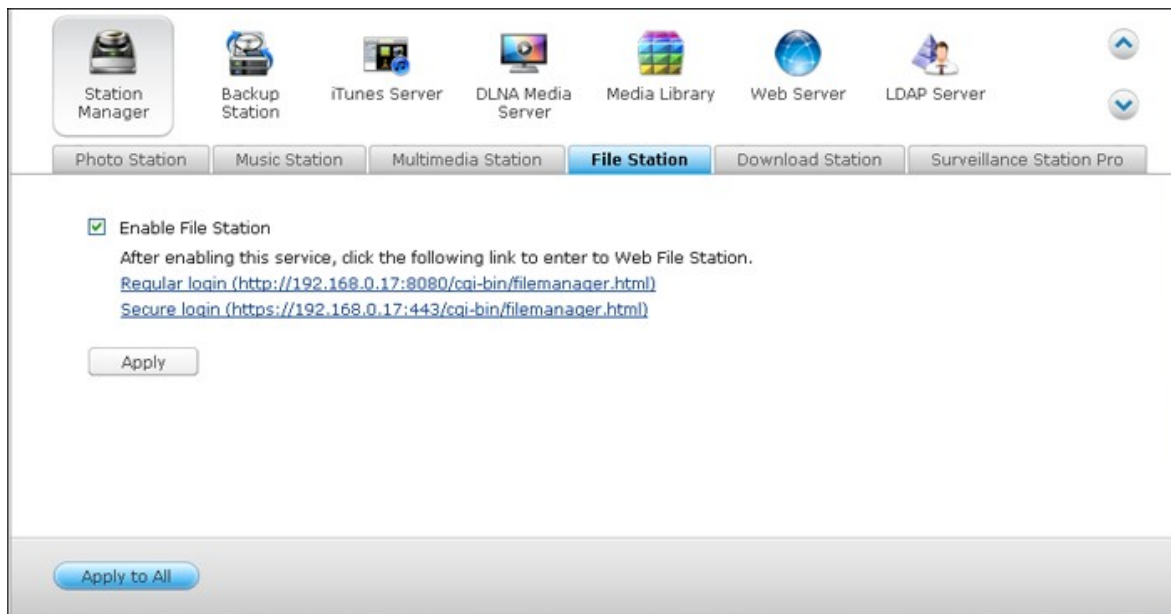 Station Manager
Backup Station
iTunes Server
DLNA Media Server
Media Library
Web Server
LDAP Server
Photo Station
Music Station
Multimedia Station
File Station
Download Station
Surveillance Station Pro
Enable File Station
After enabling this service, click the following link to enter to Web File Station.
Regular login (http://192.168.0.17:8080/cgi-bin/filemanager.html)
Secure login (https://192.168.0.17:443/cgi-bin/filemanager.html)
Apply
Apply to All